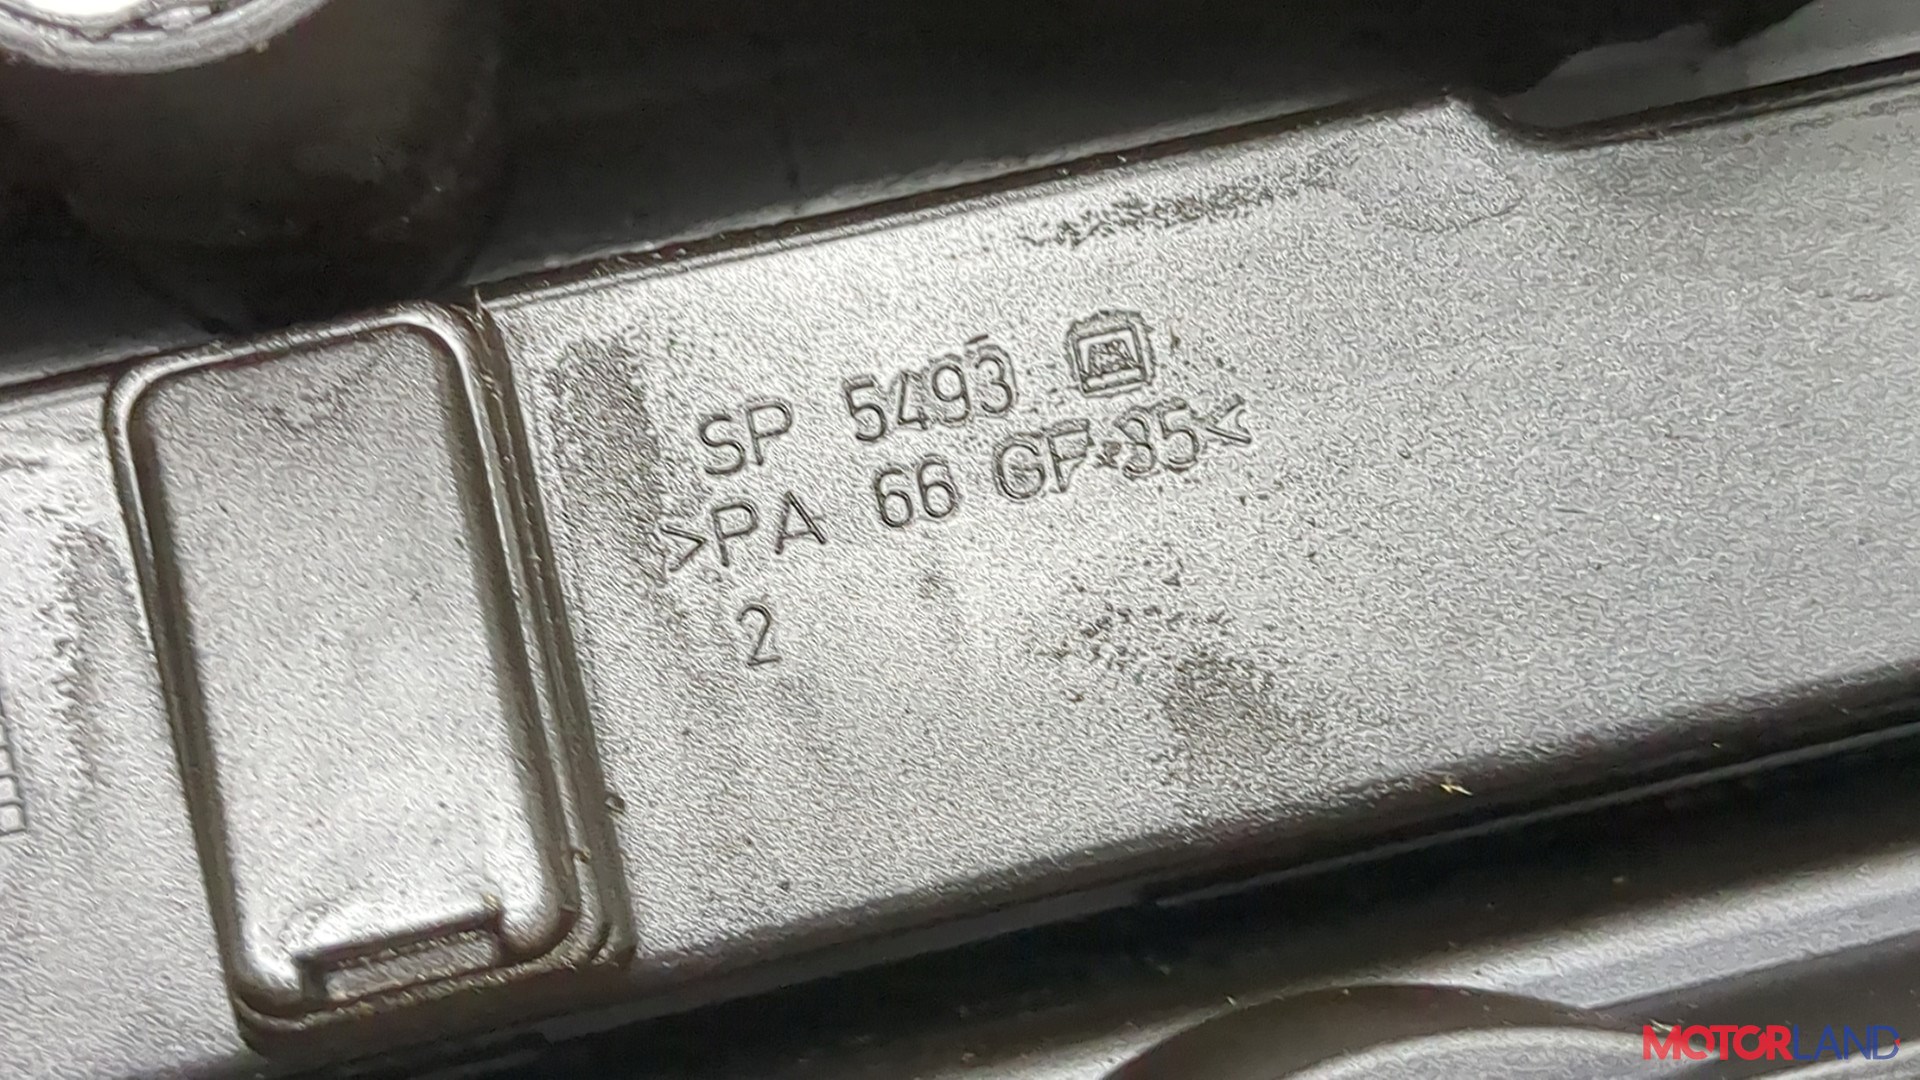 SP 5493
>PA 66 GF 35<
2
MOTORLAND